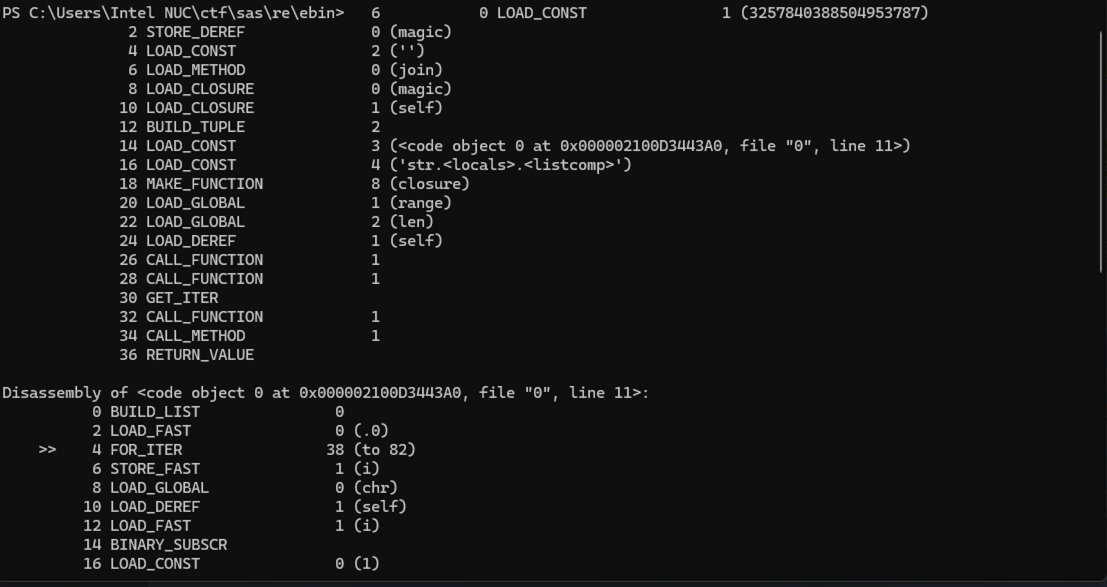 PS C:\Users\Intel NUC\ctf\sas\re\ebin>   6           0 LOAD_CONST               1 (3257840388504953787)
              2 STORE_DEREF              0 (magic)
              4 LOAD_CONST               2 ('')
              6 LOAD_METHOD              0 (join)
              8 LOAD_CLOSURE             0 (magic)
             10 LOAD_CLOSURE             1 (self)
             12 BUILD_TUPLE              2
             14 LOAD_CONST               3 (<code object 0 at 0x000002100D3443A0, file "0", line 11>)
             16 LOAD_CONST               4 ('str.<locals>.<listcomp>')
             18 MAKE_FUNCTION            8 (closure)
             20 LOAD_GLOBAL              1 (range)
             22 LOAD_GLOBAL              2 (len)
             24 LOAD_DEREF               1 (self)
             26 CALL_FUNCTION            1
             28 CALL_FUNCTION            1
             30 GET_ITER
             32 CALL_FUNCTION            1
             34 CALL_METHOD              1
             36 RETURN_VALUE
Disassembly of <code object 0 at 0x000002100D3443A0, file "0", line 11>:
          0 BUILD_LIST               0
          2 LOAD_FAST                0 (.0)
    >>    4 FOR_ITER                38 (to 82)
          6 STORE_FAST               1 (i)
          8 LOAD_GLOBAL              0 (chr)
         10 LOAD_DEREF               1 (self)
         12 LOAD_FAST                1 (i)
         14 BINARY_SUBSCR
         16 LOAD_CONST               0 (1)